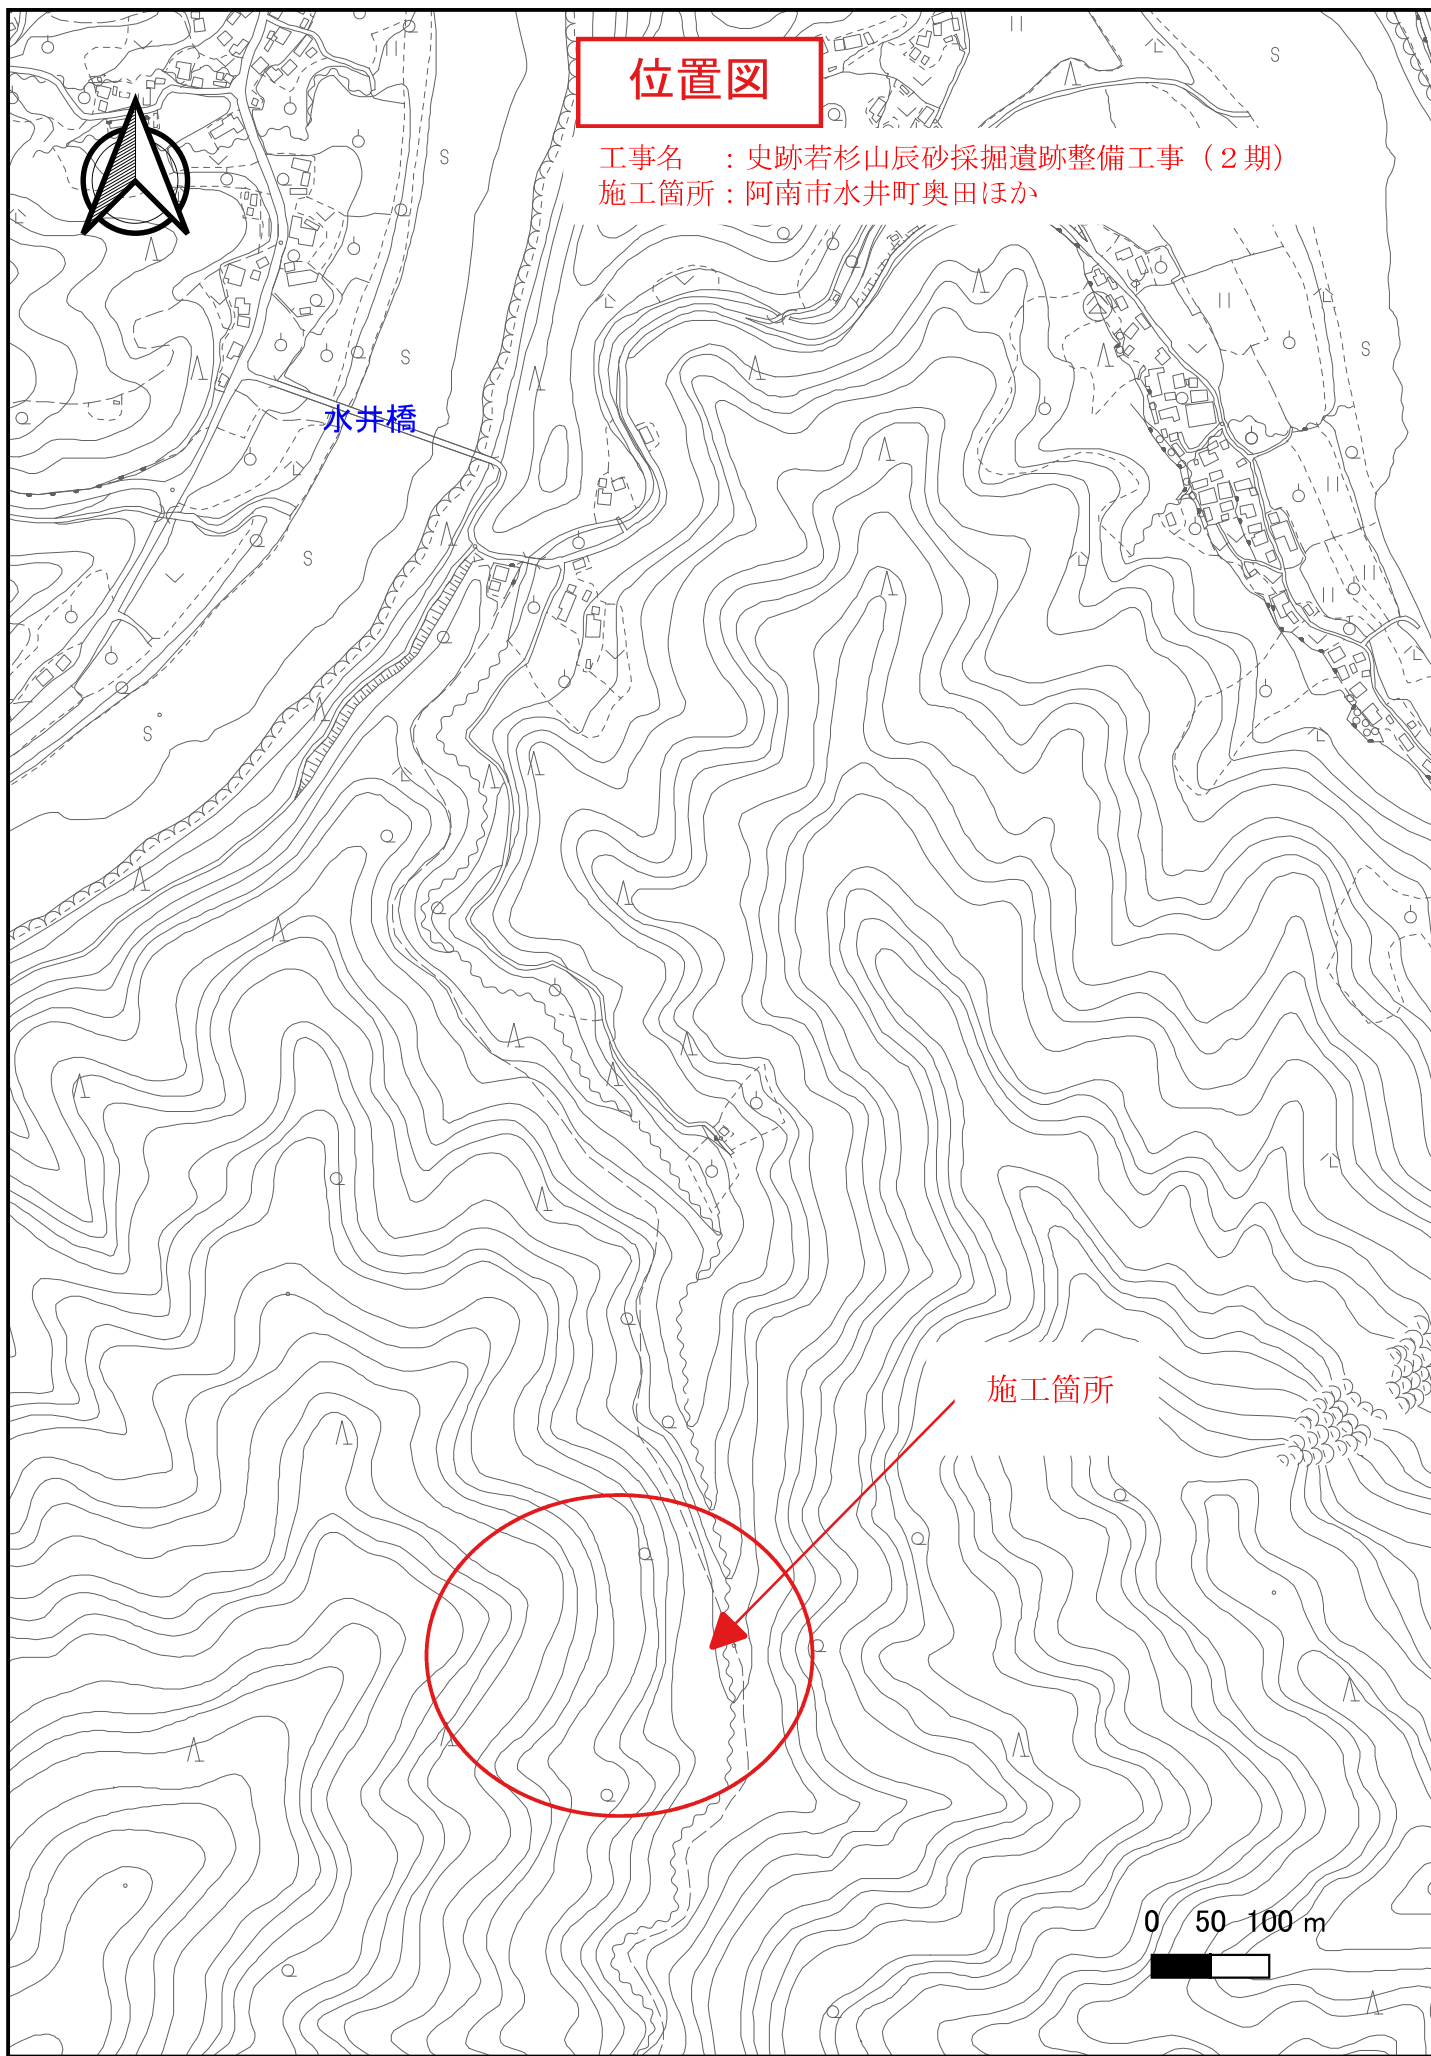 位置図
工事名　：史跡若杉山辰砂採掘遺跡整備工事（２期）
施工箇所：阿南市水井町奥田ほか
水井橋
施工箇所
0 50 100 m